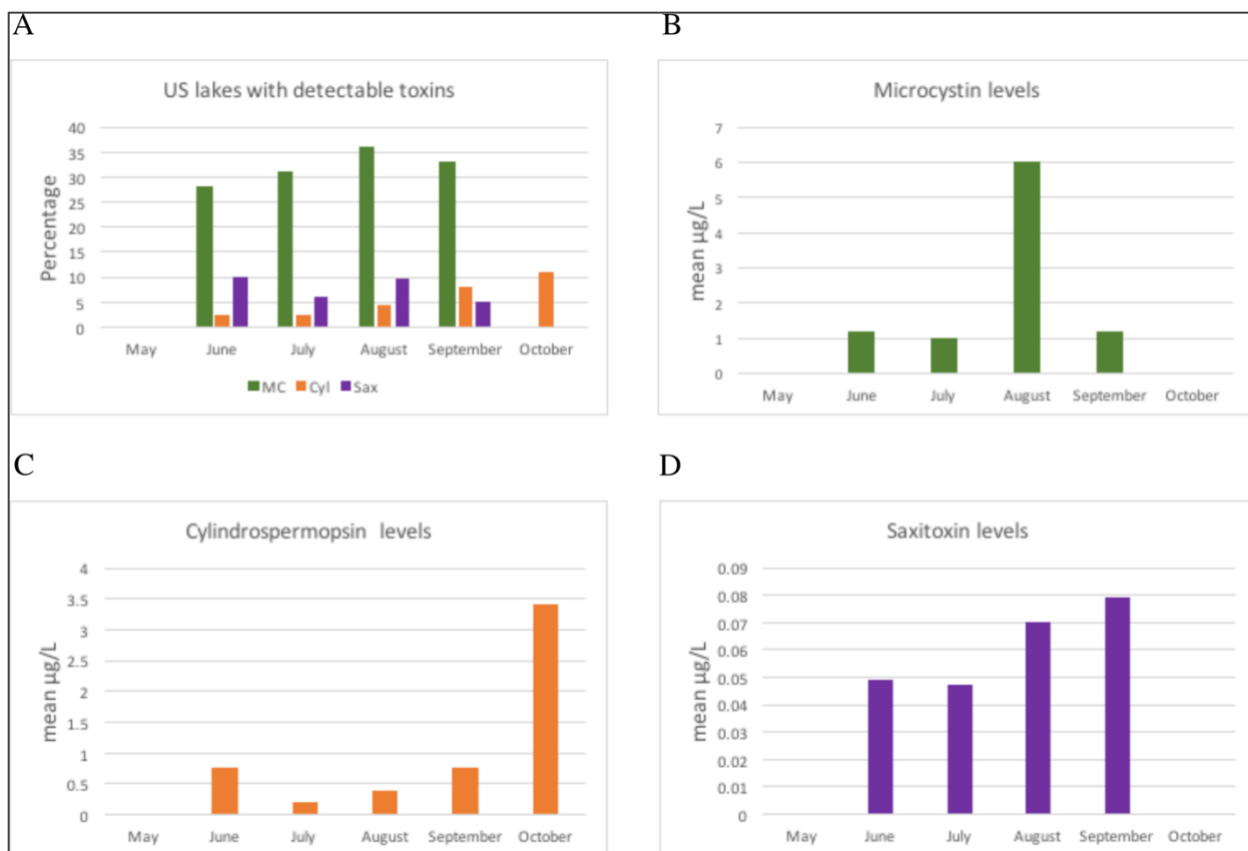 A
US lakes with detectable toxins
Percentage
40
35
30
25
20
15
10
5
0
May June July August September October
MC Cyl Sax
B
Microcystin levels
mean µg/L
7
6
5
4
3
2
1
0
May June July August September October
C
Cylindrospermopsin levels
mean µg/L
4
3.5
3
2.5
2
1.5
1
0.5
0
May June July August September October
D
Saxitoxin levels
mean µg/L
0.09
0.08
0.07
0.06
0.05
0.04
0.03
0.02
0.01
0
May June July August September October